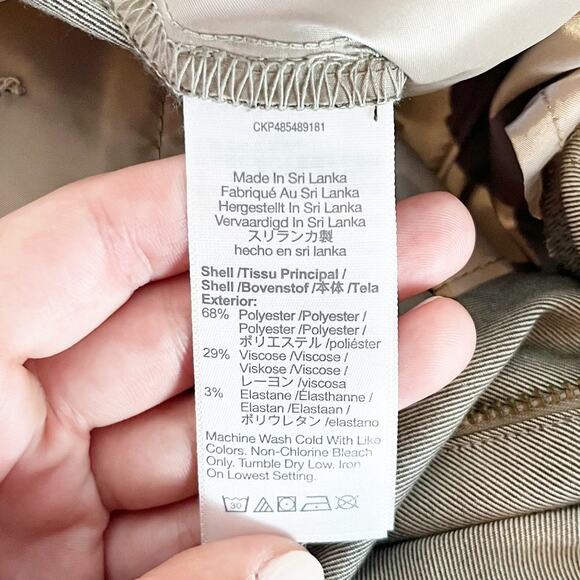 CKP485489181
Made In Sri Lanka
Fabriqué Au Sri Lanka
Hergestellt In Sri Lanka
Vervaardigd In Sri Lanka
スリランカ製
hecho en sri lanka
Shell /Tissu Principal /
Shell /Bovenstof /本体 /Tela
Exterior:
68% Polyester /Polyester /
Polyester /Polyester /
ポリエステル /poliéster
29% Viscose /Viscose /
Viskose /Viscose /
レーヨン /viscosa
3% Elastane /Élasthanne /
Elastan /Elastaan /
ポリウレタン /elastano
Machine Wash Cold With Like
Colors. Non-Chlorine Bleach
Only. Tumble Dry Low. Iron
On Lowest Setting.
30